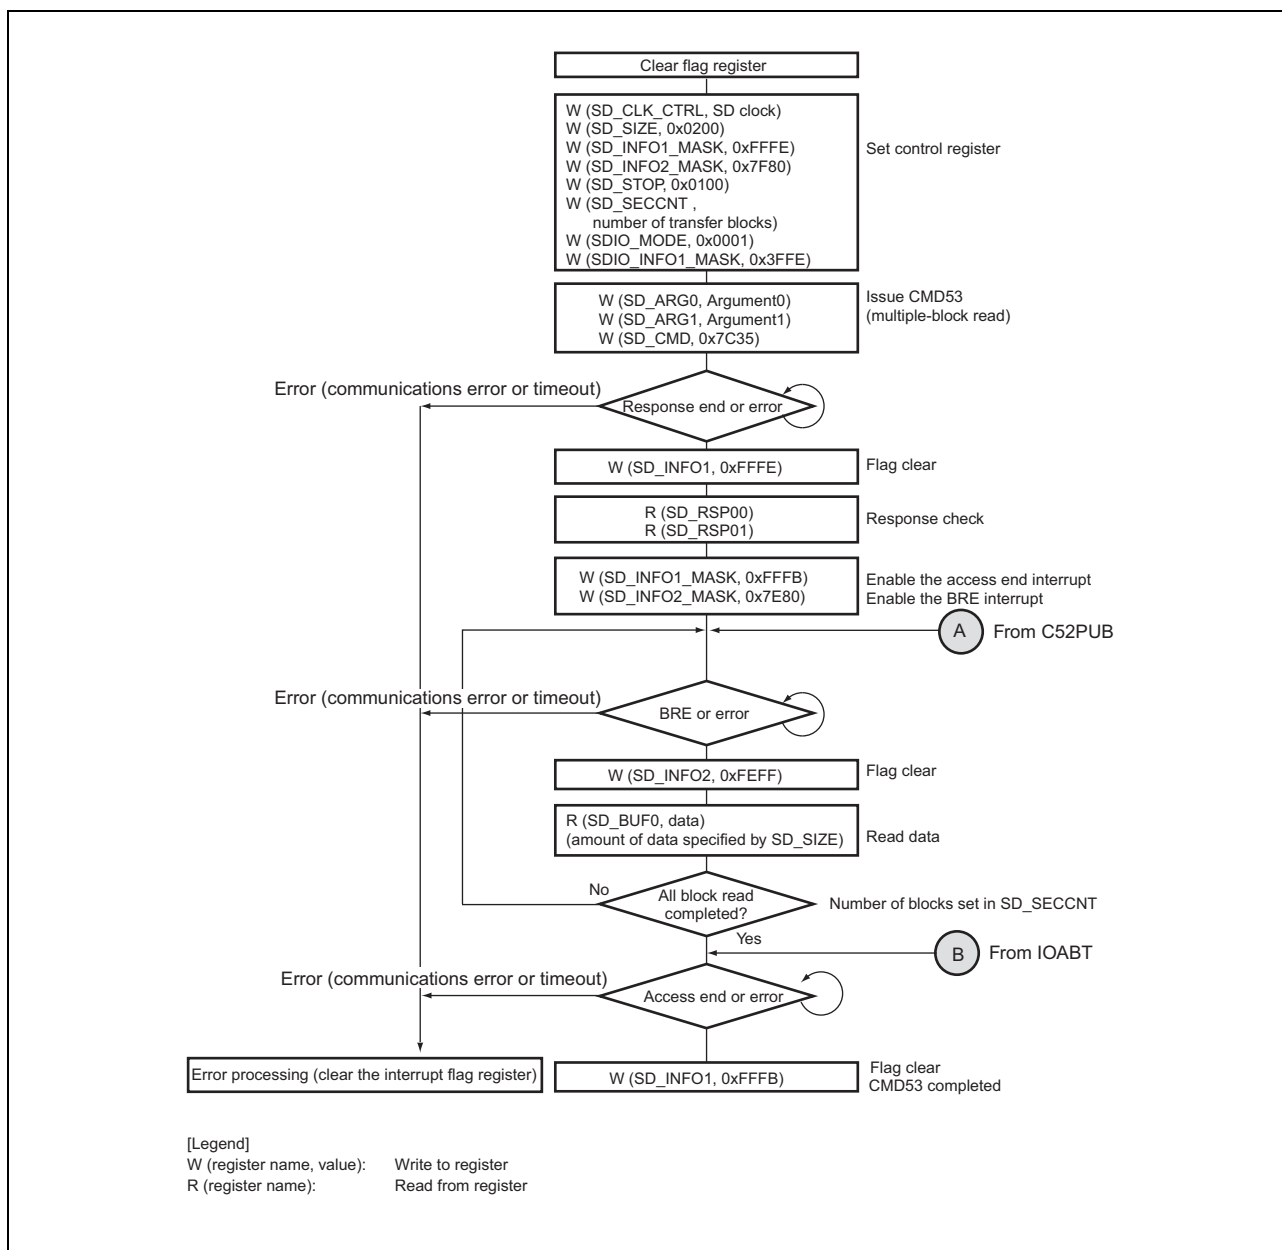 Clear flag register
W (SD_CLK_CTRL, SD clock)
W (SD_SIZE, 0x0200)
W (SD_INFO1_MASK, 0xFFFE)
W (SD_INFO2_MASK, 0x7F80)
W (SD_STOP, 0x0100)
W (SD_SECCNT ,
number of transfer blocks)
W (SDIO_MODE, 0x0001)
W (SDIO_INFO1_MASK, 0x3FFE)
Set control register
W (SD_ARG0, Argument0)
W (SD_ARG1, Argument1)
W (SD_CMD, 0x7C35)
Issue CMD53
(multiple-block read)
Error (communications error or timeout)
Response end or error
W (SD_INFO1, 0xFFFE)
Flag clear
R (SD_RSP00)
R (SD_RSP01)
Response check
W (SD_INFO1_MASK, 0xFFFB)
W (SD_INFO2_MASK, 0x7E80)
Enable the access end interrupt
Enable the BRE interrupt
A
From C52PUB
Error (communications error or timeout)
BRE or error
W (SD_INFO2, 0xFEFF)
Flag clear
R (SD_BUF0, data)
(amount of data specified by SD_SIZE)
Read data
No
All block read
completed?
Number of blocks set in SD_SECCNT
Yes
B
From IOABT
Error (communications error or timeout)
Access end or error
Error processing (clear the interrupt flag register)
W (SD_INFO1, 0xFFFB)
Flag clear
CMD53 completed
[Legend]
W (register name, value): Write to register
R (register name): Read from register